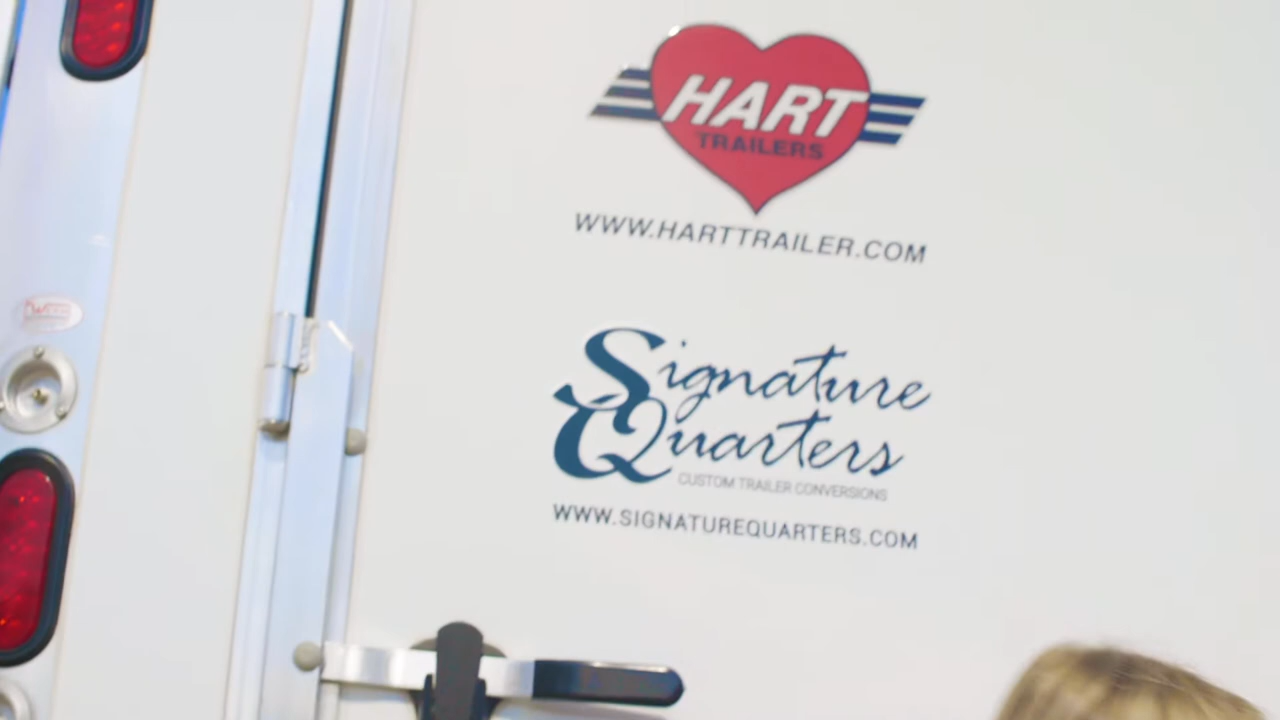 HART
TRAILERS
WWW.HARTTRAILER.COM
Signature
Quarters
CUSTOM TRAILER CONVERSIONS
WWW.SIGNATUREQUARTERS.COM